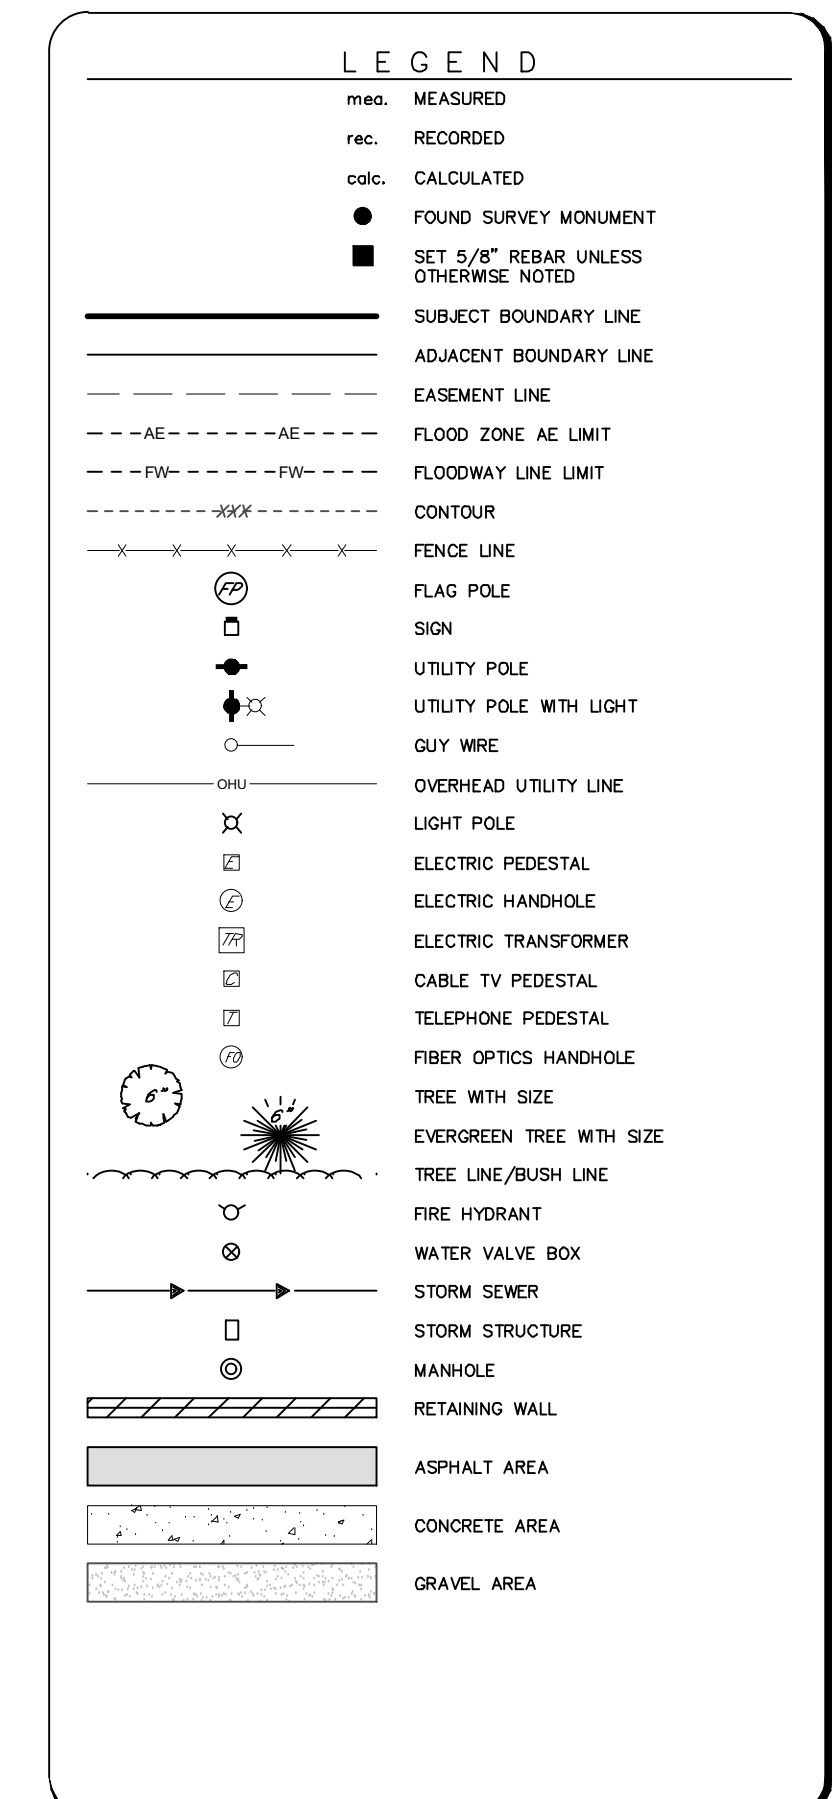 LEGEND
mea. MEASURED
rec. RECORDED
calc. CALCULATED
FOUND SURVEY MONUMENT
SET 5/8" REBAR UNLESS
OTHERWISE NOTED
SUBJECT BOUNDARY LINE
ADJACENT BOUNDARY LINE
EASEMENT LINE
AE AE FLOOD ZONE AE LIMIT
FW FW FLOODWAY LINE LIMIT
XXX CONTOUR
X X X X X FENCE LINE
FP FLAG POLE
SIGN
UTILITY POLE
UTILITY POLE WITH LIGHT
GUY WIRE
OHU OVERHEAD UTILITY LINE
LIGHT POLE
E ELECTRIC PEDESTAL
E ELECTRIC HANDHOLE
TR ELECTRIC TRANSFORMER
C CABLE TV PEDESTAL
T TELEPHONE PEDESTAL
FO FIBER OPTICS HANDHOLE
6" TREE WITH SIZE
6" EVERGREEN TREE WITH SIZE
TREE LINE/BUSH LINE
FIRE HYDRANT
WATER VALVE BOX
STORM SEWER
STORM STRUCTURE
MANHOLE
RETAINING WALL
ASPHALT AREA
CONCRETE AREA
GRAVEL AREA